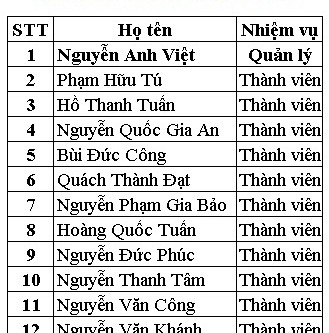 STT Họ tên Nhiệm vụ
1 Nguyễn Anh Việt Quản lý
2 Phạm Hữu Tú Thành viên
3 Hồ Thanh Tuấn Thành viên
4 Nguyễn Quốc Gia An Thành viên
5 Bùi Đức Công Thành viên
6 Quách Thành Đạt Thành viên
7 Nguyễn Phạm Gia Bảo Thành viên
8 Hoàng Quốc Tuấn Thành viên
9 Nguyễn Đức Phúc Thành viên
10 Nguyễn Thanh Tâm Thành viên
11 Nguyễn Văn Công Thành viên
12 Nguyễn Văn Khánh Thành viên